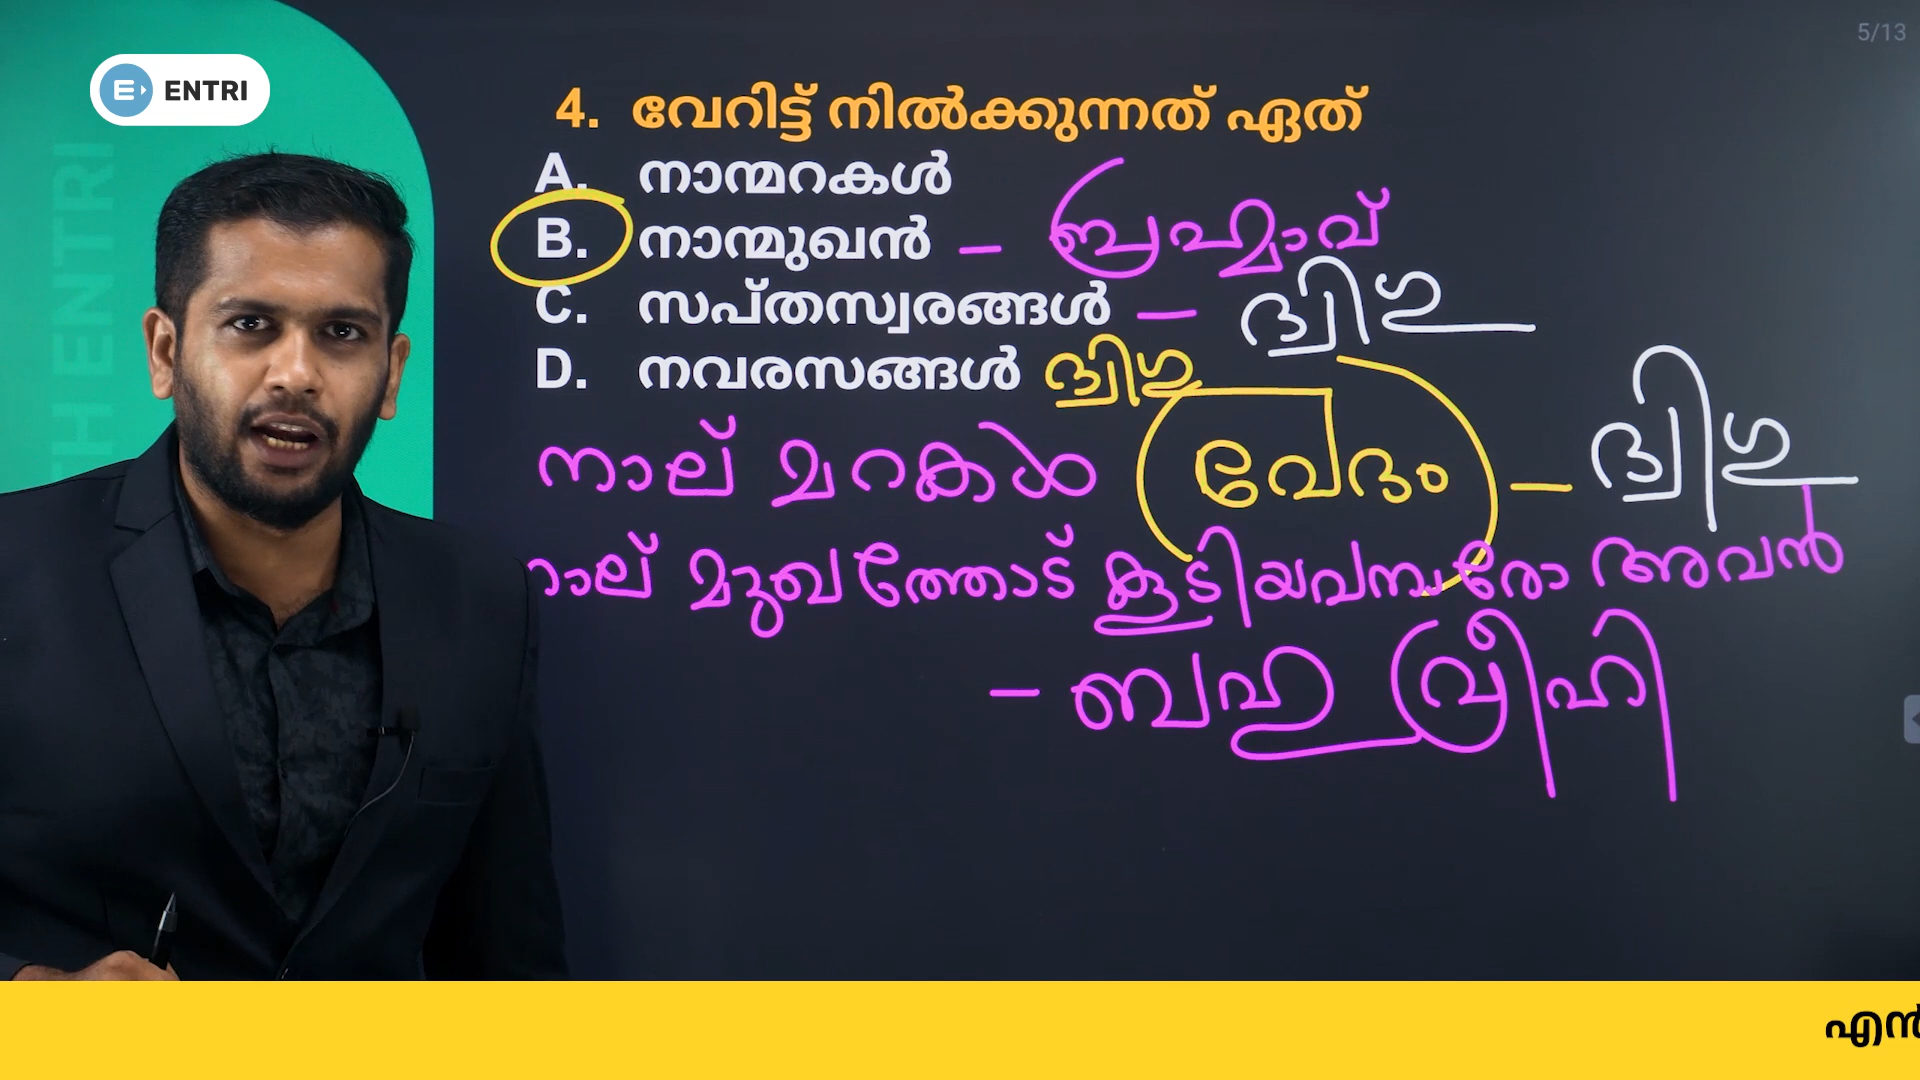 5/13
ENTRI
4. വേറിട്ട് നിൽക്കുന്നത് ഏത്
A. നാന്മറകൾ
B. നാന്മുഖൻ – ബ്രഹ്മാവ്
C. സപ്തസ്വരങ്ങൾ – ദ്വിഗു
D. നവരസങ്ങൾ ദ്വിഗു
നാല് മറകൾ വേദം – ദ്വിഗു
നാല് മുഖത്തോട് കൂടിയവനാരോ അവൻ
– ബഹുവ്രീഹി
എൻ